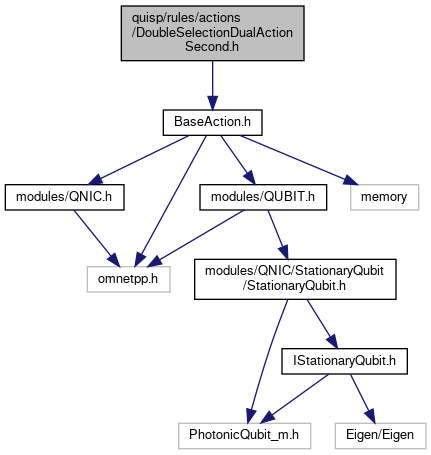 quisp/rules/actions
/DoubleSelectionDualAction
Second.h
BaseAction.h
modules/QNIC.h
modules/QUBIT.h
memory
omnetpp.h
modules/QNIC/StationaryQubit
/StationaryQubit.h
IStationaryQubit.h
PhotonicQubit_m.h
Eigen/Eigen